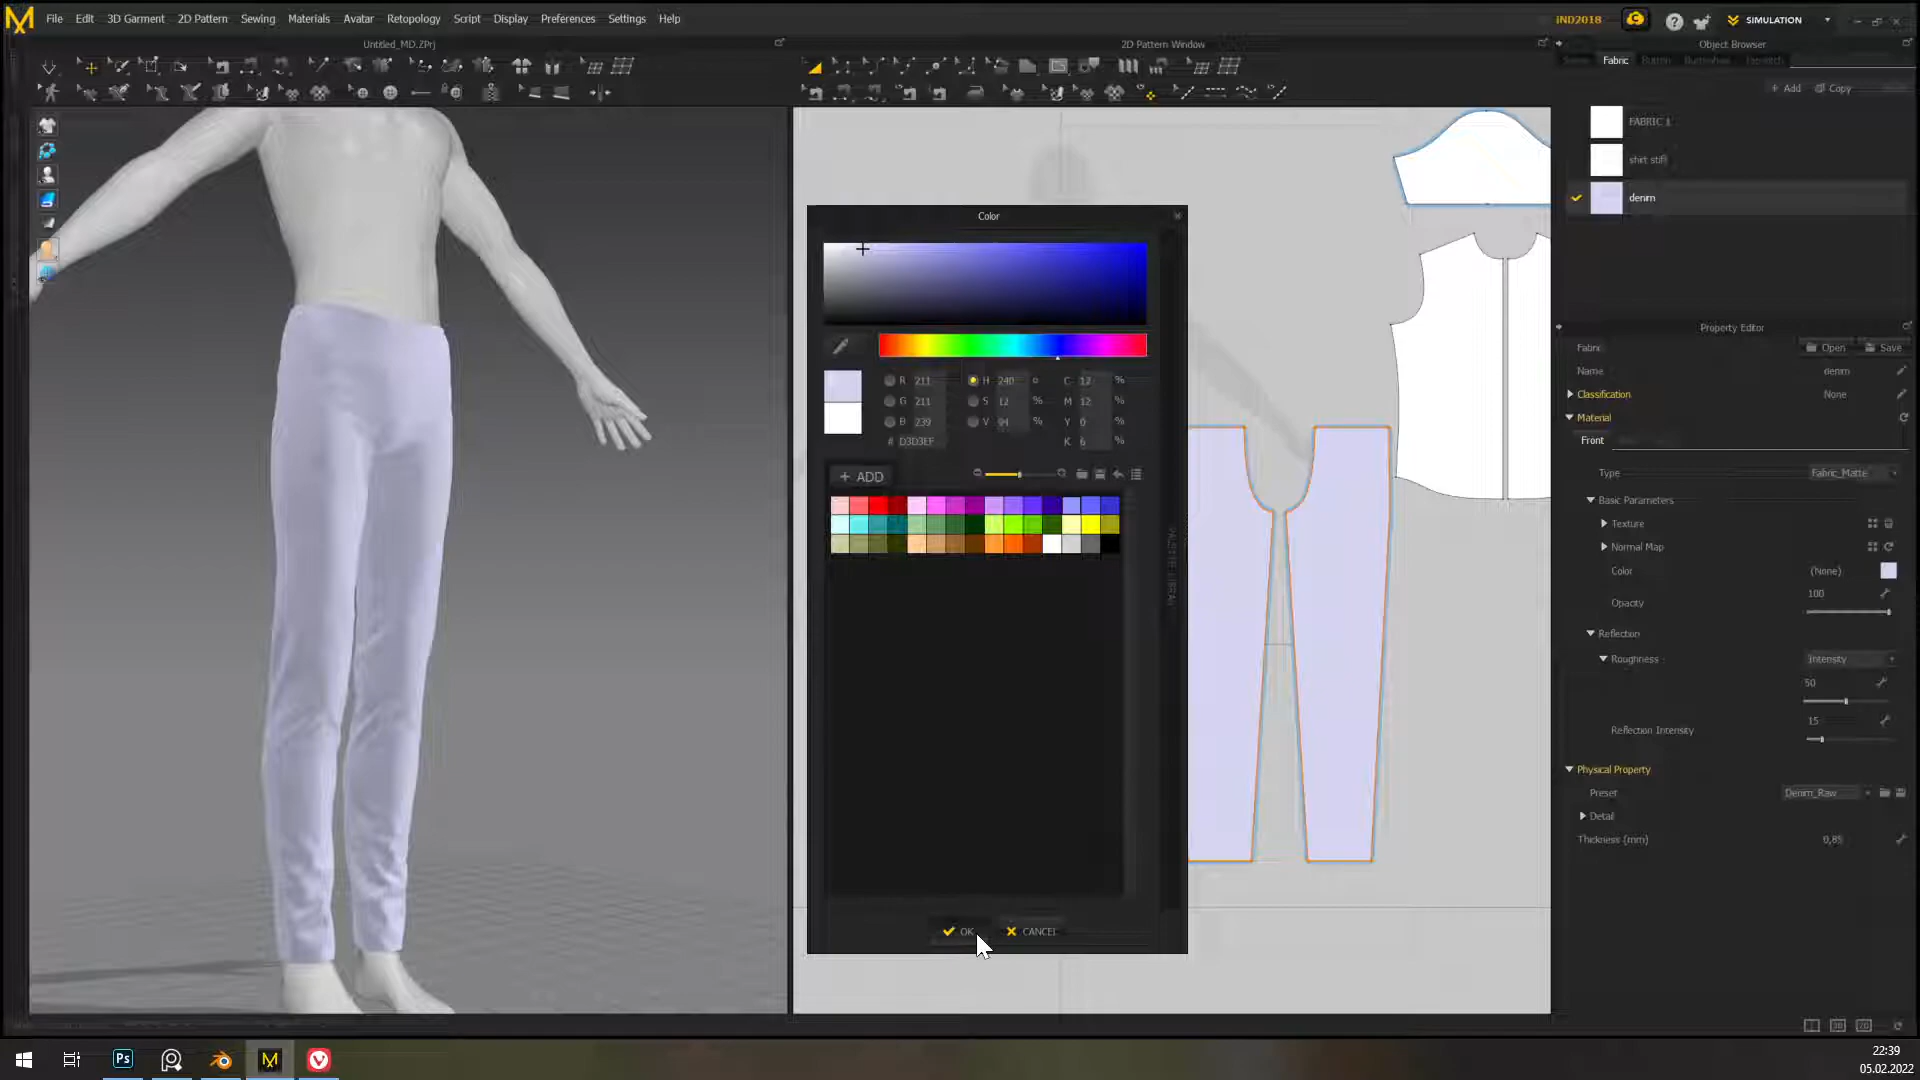 File Edit 3D Garment 2D Pattern Sewing Materials Avatar Retopology Script Display Preferences Settings Help
iND2018
SIMULATION
Untitled_MD.ZPrj
2D Pattern Window
Object Browser
Fabric Button
Add Copy
FABRIC 1
shirt stiff
denim
Color
R 211 H 240 ° C 12 %
G 211 S 12 % M 12 %
B 239 V 94 % Y 0 %
# D3D3EF K 6 %
+ ADD
OK CANCEL
Property Editor
Fabric Open Save
Name denim
Classification None
Material
Front
Type Fabric_Matte
Basic Parameters
Texture
Normal Map
Color (None)
Opacity 100
Reflection
Roughness Intensity
50
Reflection Intensity 15
Physical Property
Preset Denim_Raw
Detail
Thickness (mm) 0,85
Ps
22:39
05.02.2022